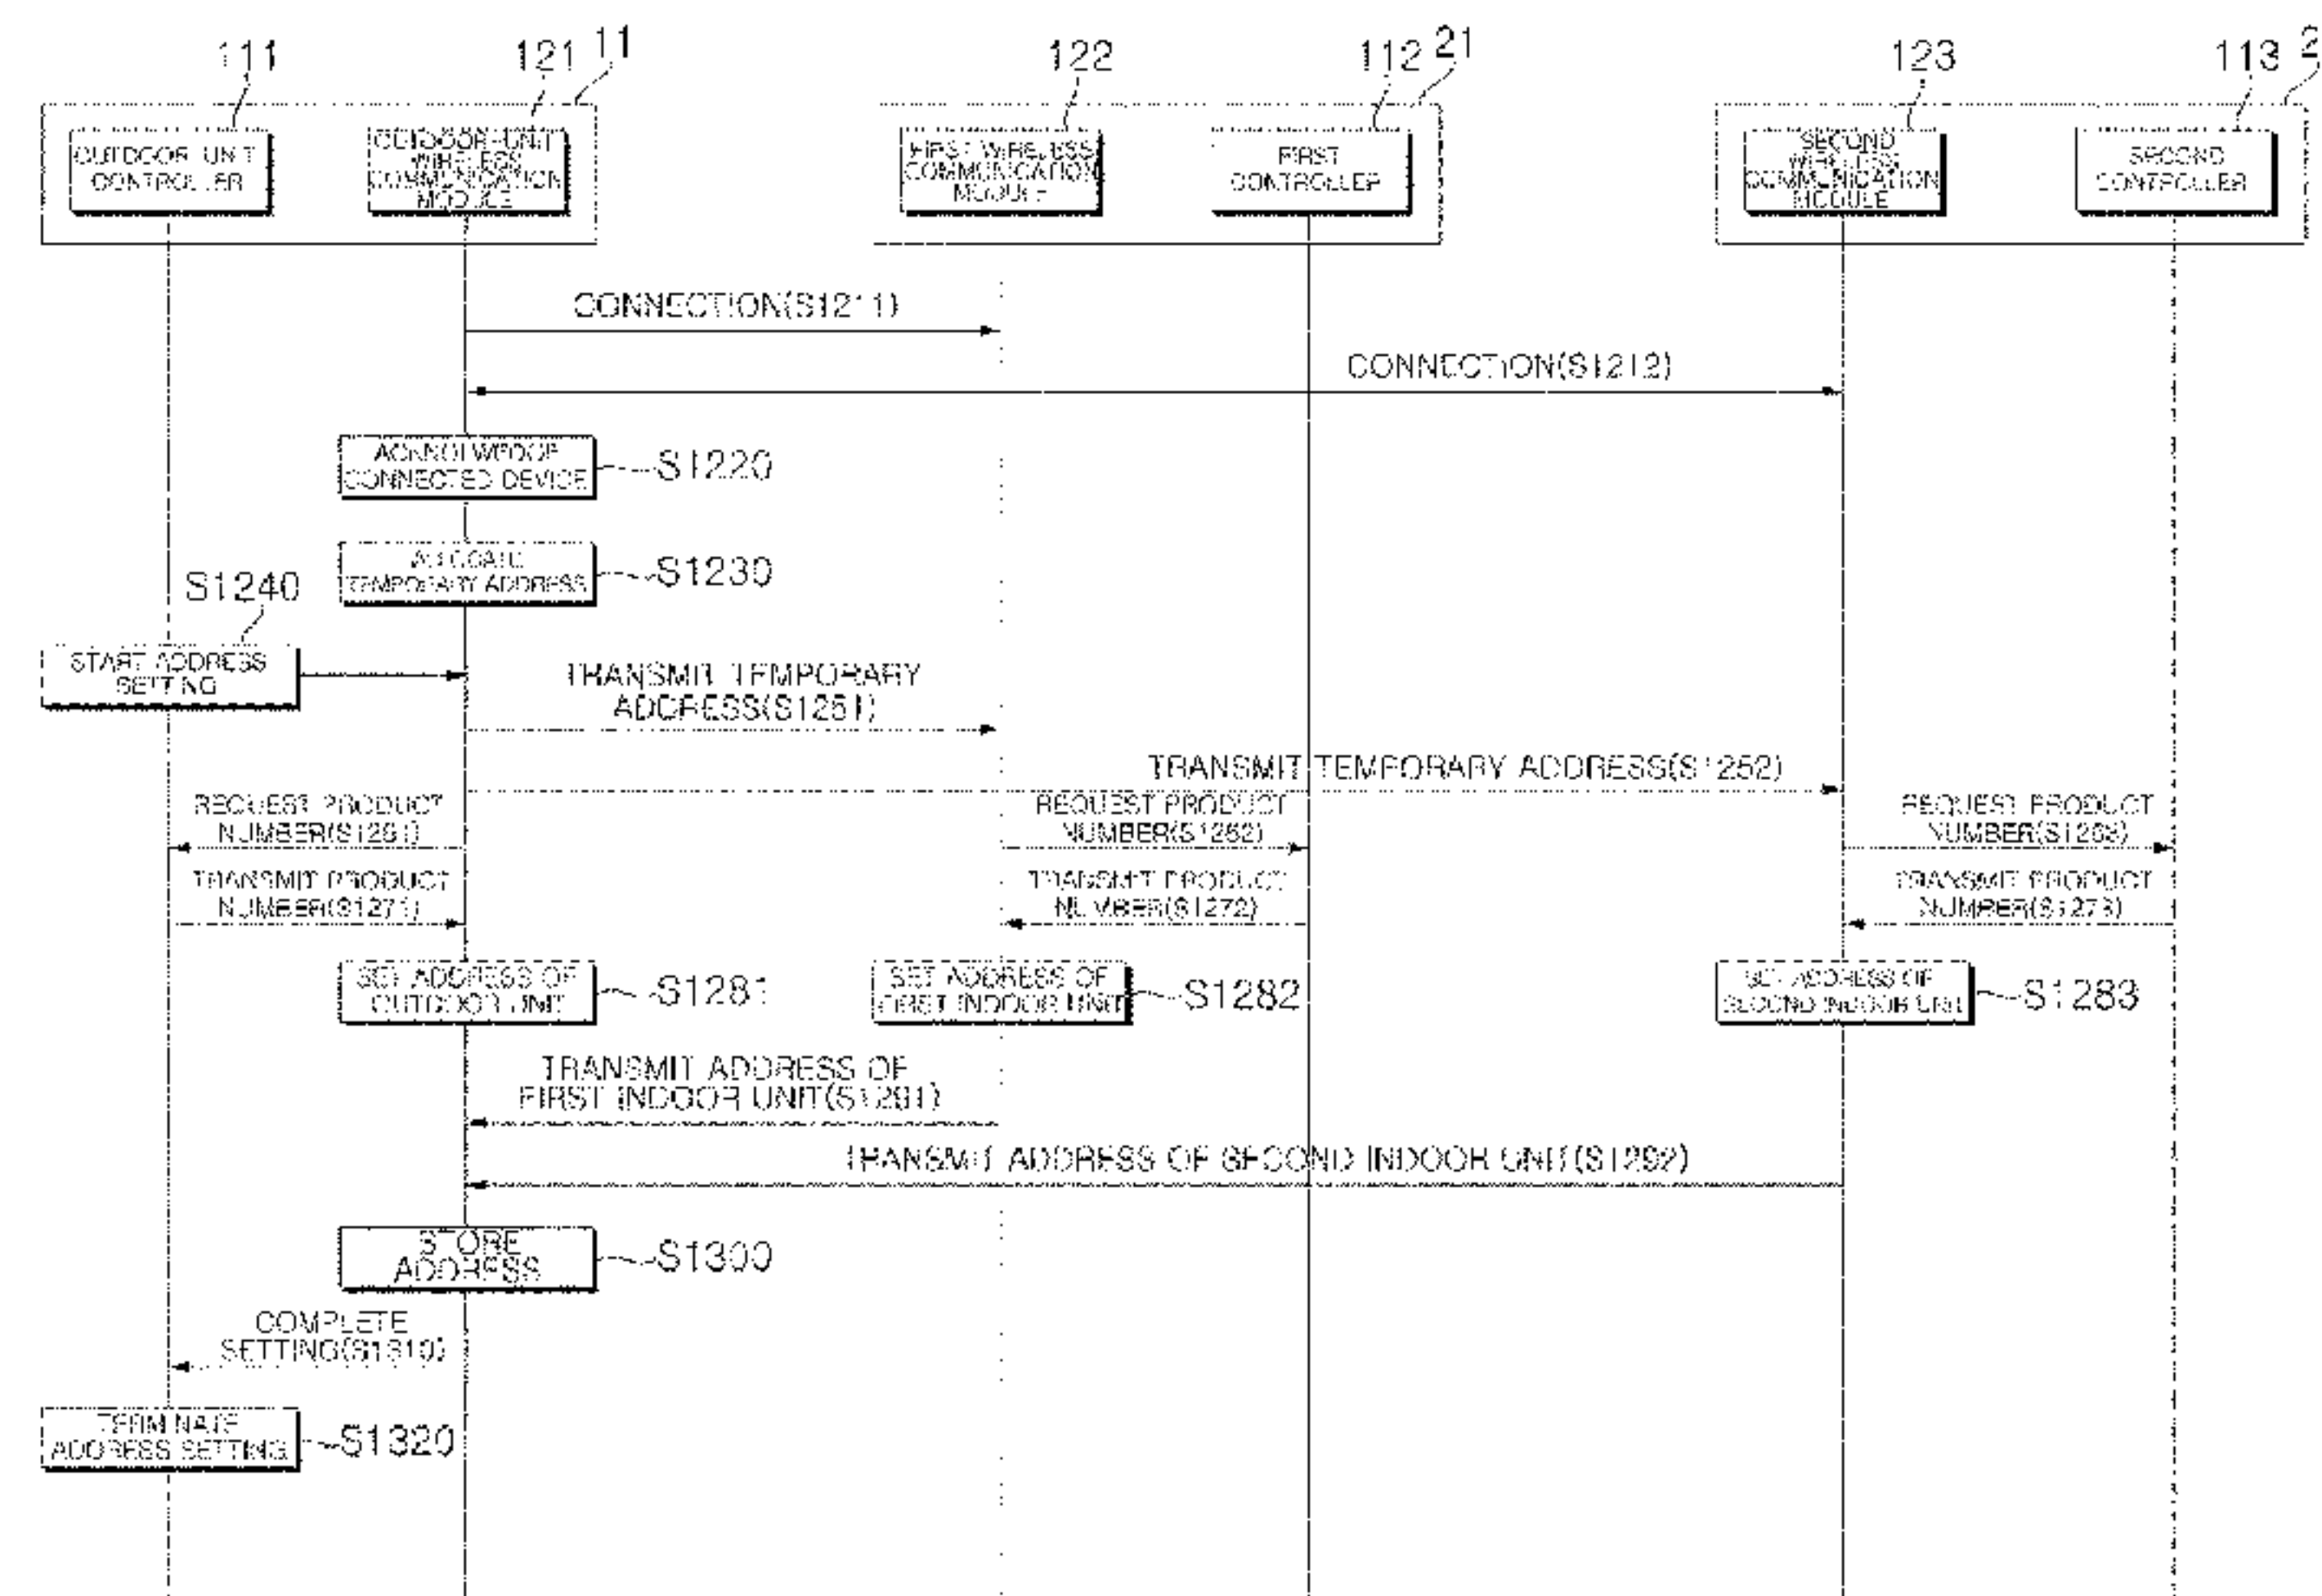 111
121
11
122
112
21
123
113
2
OUTDOOR-UNIT
CONTROLLER
OUTDOOR-UNIT
WIRELESS
COMMUNICATION
MODULE
FIRST WIRELESS
COMMUNICATION
MODULE
FIRST
CONTROLLER
SECOND
WIRELESS
COMMUNICATION
MODULE
SECOND
CONTROLLER
CONNECTION(S1211)
CONNECTION(S1212)
ACKNOLWEDGE
CONNECTED DEVICE
S1220
ALLOCATE
TEMPORARY ADDRESS
S1230
S1240
START ADDRESS
SETTING
TRANSMIT TEMPORARY
ADDRESS(S1251)
TRANSMIT TEMPORARY ADDRESS(S1252)
REQUEST PRODUCT
NUMBER(S1261)
REQUEST PRODUCT
NUMBER(S1262)
REQUEST PRODUCT
NUMBER(S1263)
TRANSMIT PRODUCT
NUMBER(S1271)
TRANSMIT PRODUCT
NUMBER(S1272)
TRANSMIT PRODUCT
NUMBER(S1273)
SET ADDRESS OF
OUTDOOR UNIT
S1281
SET ADDRESS OF
FIRST INDOOR UNIT
S1282
SET ADDRESS OF
SECOND INDOOR UNIT
S1283
TRANSMIT ADDRESS OF
FIRST INDOOR UNIT(S1291)
TRANSMIT ADDRESS OF SECOND INDOOR UNIT(S1292)
STORE
ADDRESS
S1300
COMPLETE
SETTING(S1310)
TERMINATE
ADDRESS SETTING
S1320